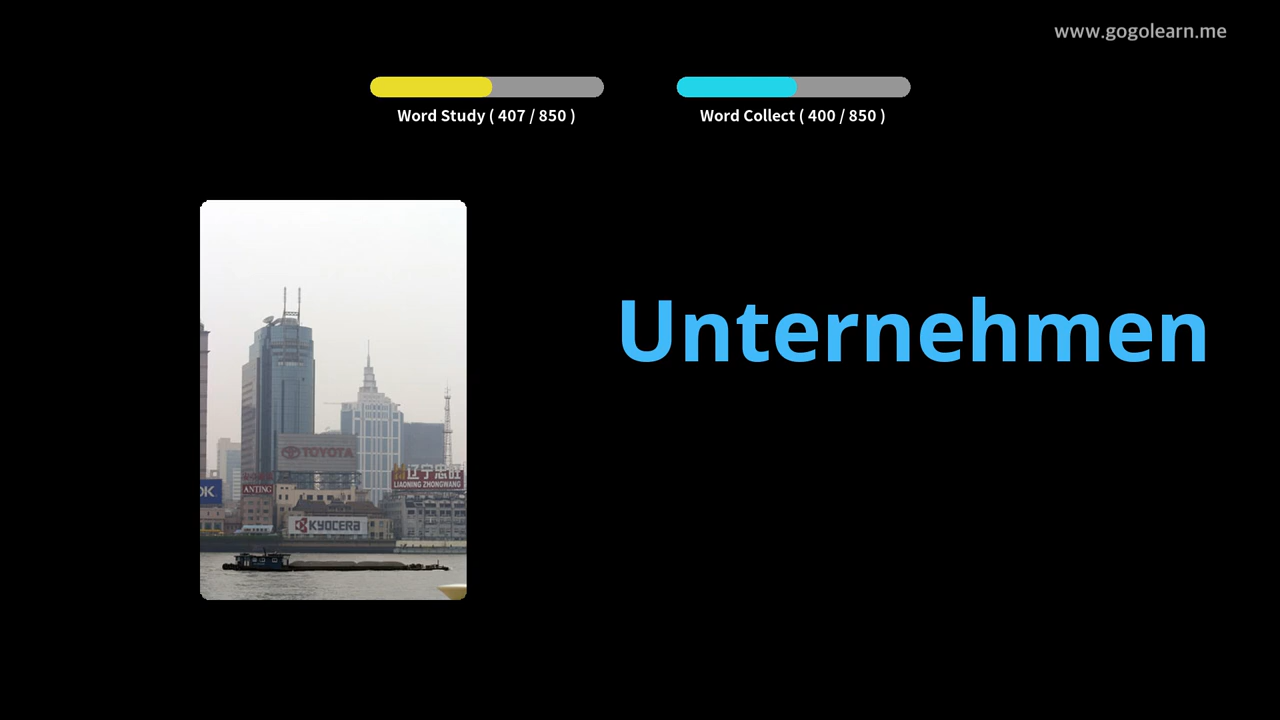 www.gogolearn.me
Word Study ( 407 / 850 )
Word Collect ( 400 / 850 )
Unternehmen
TOYOTA
辽宁忠旺
LIAONING ZHONGWANG
OK
ANTING
KYOCERA